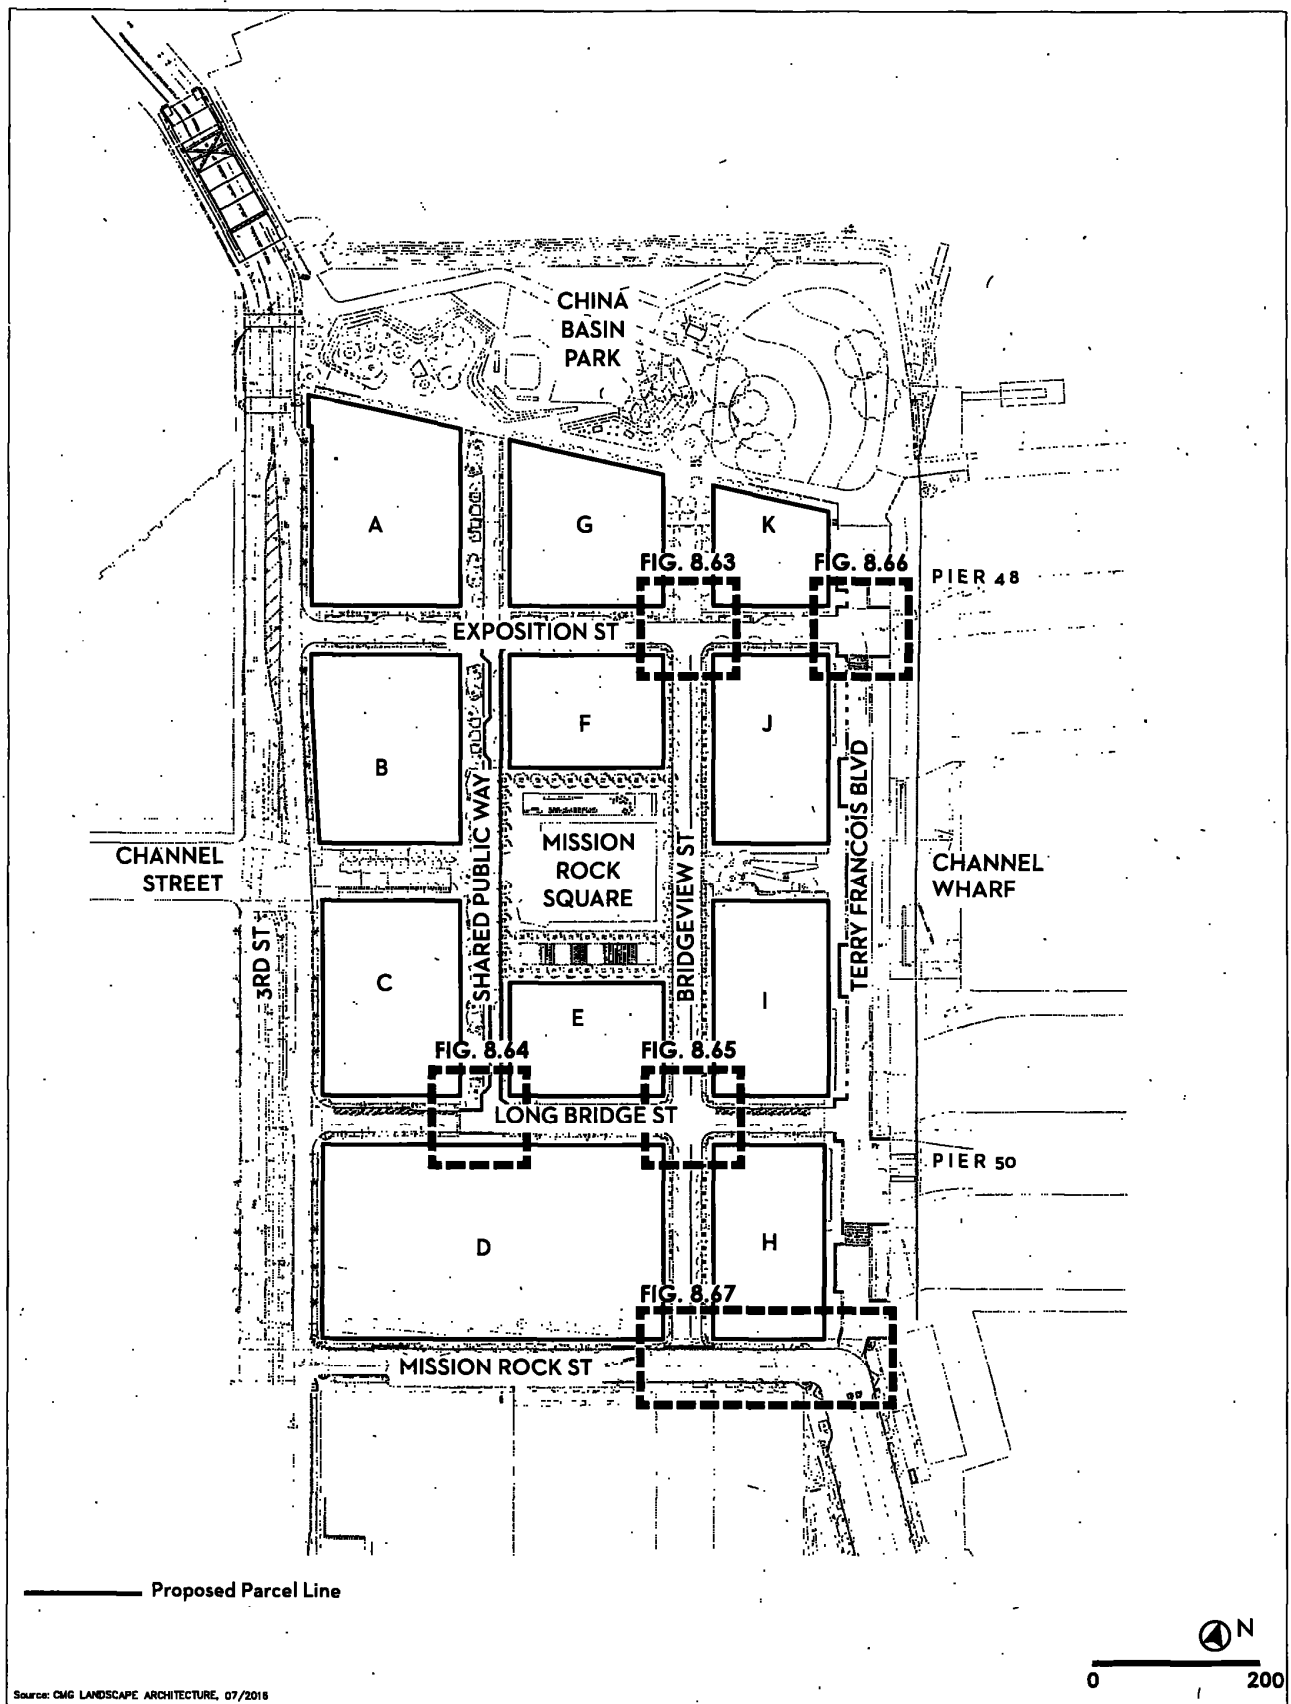 CHINA
BASIN
PARK
A
G
K
FIG. 8.63
FIG. 8.66
PIER 48
EXPOSITION ST
F
J
B
SHARED PUBLIC WAY
MISSION
ROCK
SQUARE
BRIDGEVIEW ST
TERRY FRANCOIS BLVD
CHANNEL
STREET
CHANNEL
WHARF
3RD ST
C
E
I
FIG. 8.64
FIG. 8.65
LONG BRIDGE ST
PIER 50
D
H
FIG. 8.67
MISSION ROCK ST
Proposed Parcel Line
N
0
200
Source: CMG LANDSCAPE ARCHITECTURE, 07/2016